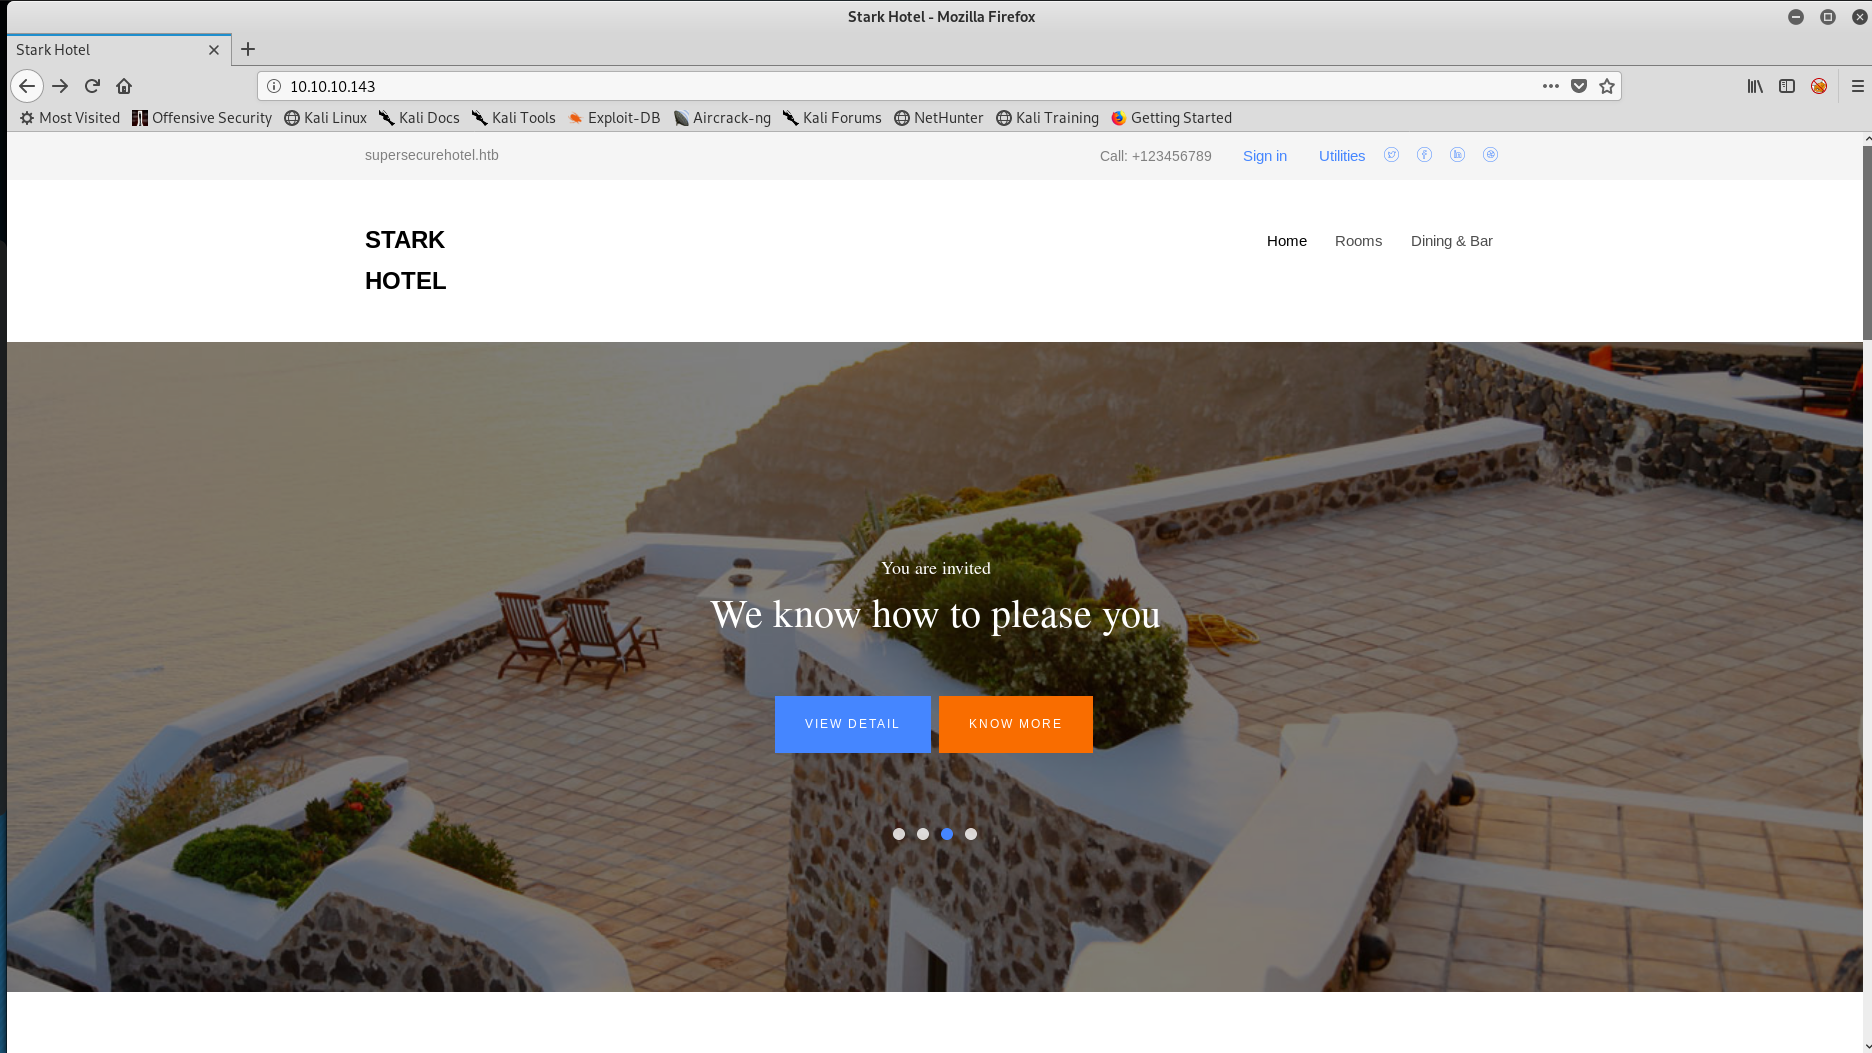 Stark Hotel - Mozilla Firefox
Stark Hotel
10.10.10.143
Most Visited Offensive Security Kali Linux Kali Docs Kali Tools Exploit-DB Aircrack-ng Kali Forums NetHunter Kali Training Getting Started
supersecurehotel.htb Call: +123456789 Sign in Utilities
STARK
HOTEL
Home Rooms Dining & Bar
You are invited
We know how to please you
VIEW DETAIL KNOW MORE